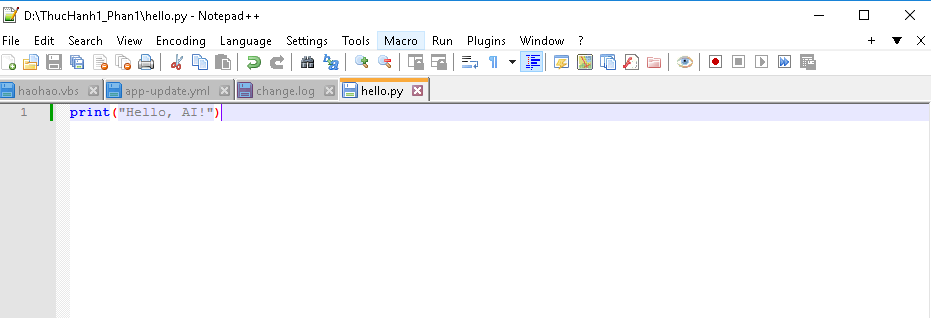 D:\ThucHanh1_Phan1\hello.py - Notepad++
File Edit Search View Encoding Language Settings Tools Macro Run Plugins Window ?
haohao.vbs app-update.yml change.log hello.py
1 print("Hello, AI!")